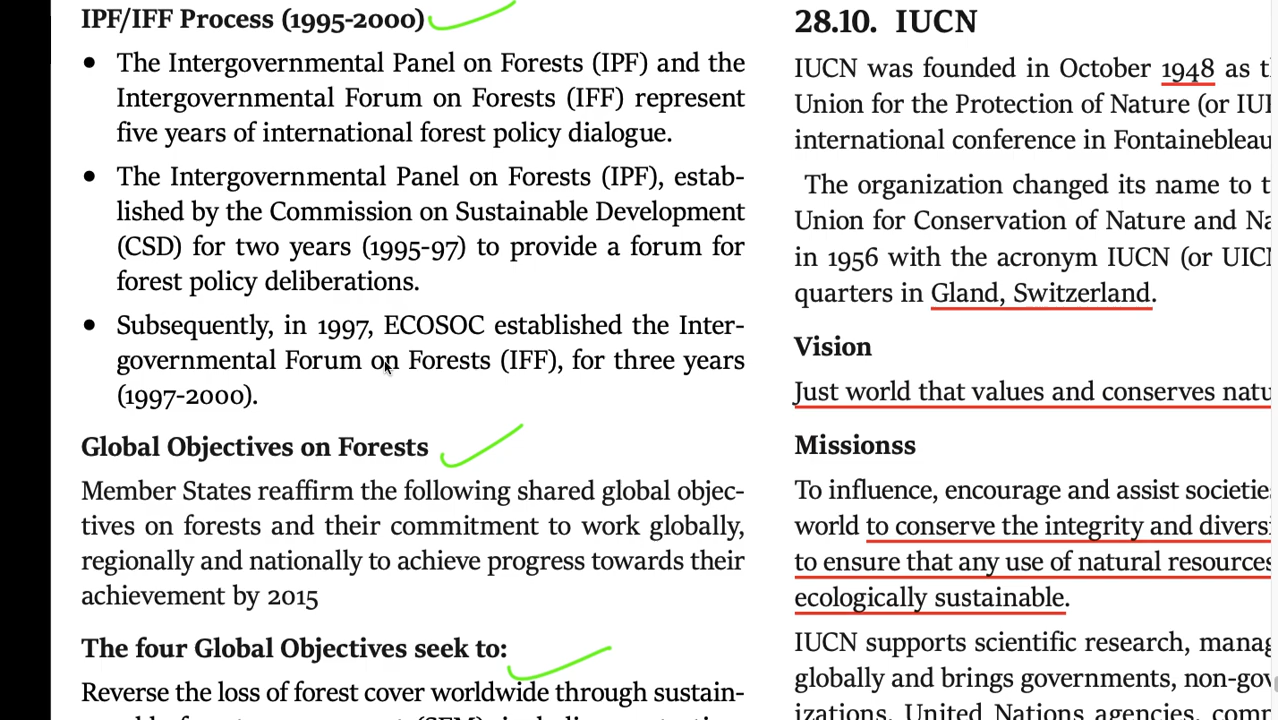 IPF/IFF Process (1995-2000)
• The Intergovernmental Panel on Forests (IPF) and the
Intergovernmental Forum on Forests (IFF) represent
five years of international forest policy dialogue.
• The Intergovernmental Panel on Forests (IPF), estab-
lished by the Commission on Sustainable Development
(CSD) for two years (1995-97) to provide a forum for
forest policy deliberations.
• Subsequently, in 1997, ECOSOC established the Inter-
governmental Forum on Forests (IFF), for three years
(1997-2000).
Global Objectives on Forests
Member States reaffirm the following shared global objec-
tives on forests and their commitment to work globally,
regionally and nationally to achieve progress towards their
achievement by 2015
The four Global Objectives seek to:
Reverse the loss of forest cover worldwide through sustain-
28.10. IUCN
IUCN was founded in October 1948 as
Union for the Protection of Nature (or
international conference in
The organization changed its name to
Union for Conservation of Nature and
in 1956 with the acronym IUCN (or
quarters in Gland, Switzerland.
Vision
Just world that values and conserves
Missionss
To influence, encourage and assist
world to conserve the integrity and
to ensure that any use of natural resources
ecologically sustainable.
IUCN supports scientific research,
globally and brings governments,
izations, United Nations agencies,